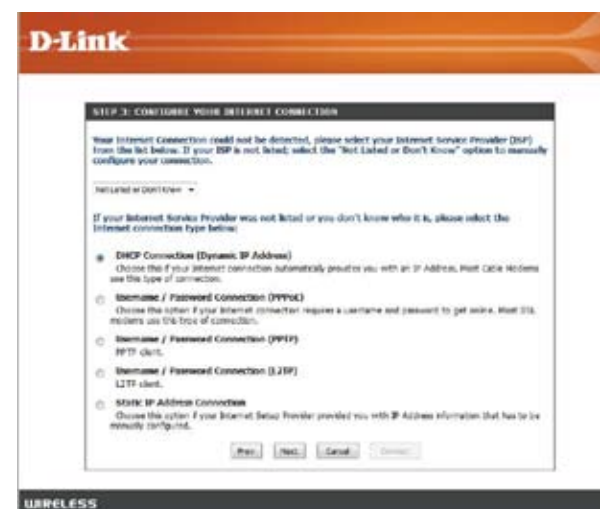 D-Link
STEP 3: CONFIGURE YOUR INTERNET CONNECTION
Your Internet Connection could not be detected, please select your Internet Service Provider (ISP)
from the list below. If your ISP is not listed; select the "Not Listed or Don't Know" option to manually
configure your connection.
Not Listed or Don't Know
If your Internet Service Provider was not listed or you don't know who it is, please select the
Internet connection type below:
DHCP Connection (Dynamic IP Address)
Choose this if your Internet connection automatically provides you with an IP Address. Most Cable Modems
use this type of connection.
Username / Password Connection (PPPoE)
Choose this option if your Internet connection requires a username and password to get online. Most DSL
modems use this type of connection.
Username / Password Connection (PPTP)
PPTP client.
Username / Password Connection (L2TP)
L2TP client.
Static IP Address Connection
Choose this option if your Internet Setup Provider provided you with IP Address information that has to be
manually configured.
Prev Next Cancel Connect
WIRELESS